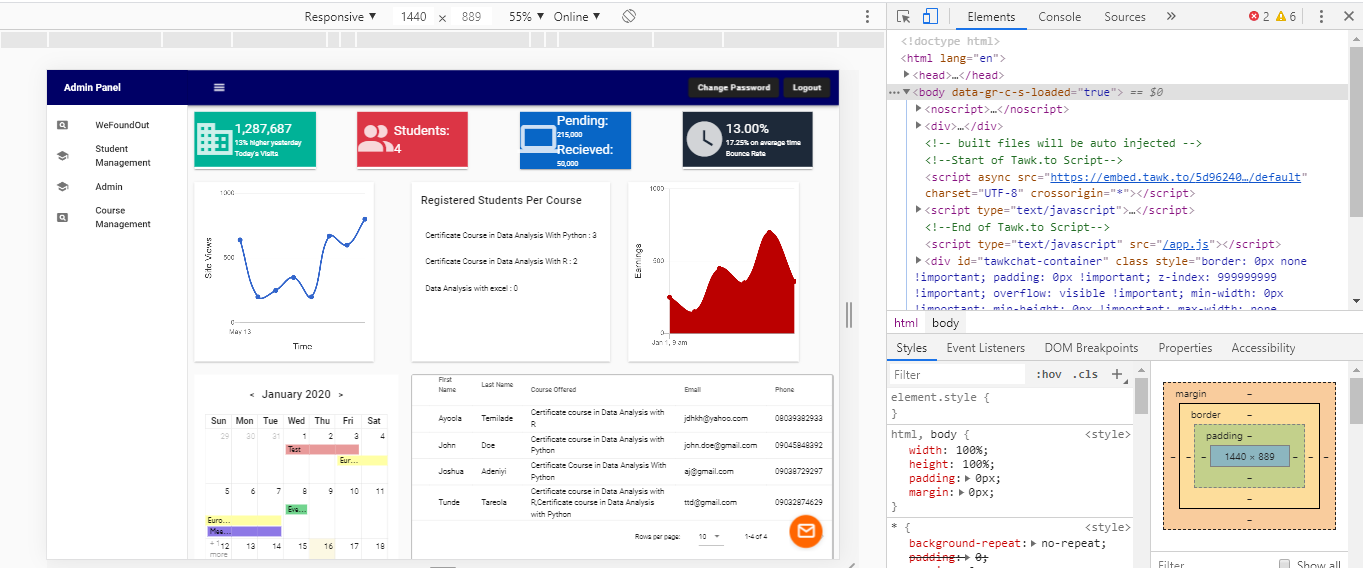 Responsive ▼ 1440 × 889 55% ▼ Online ▼
Admin Panel
Change Password Logout
WeFoundOut
Student
Management
Admin
Course
Management
1,287,687
13% higher yesterday
Today's Visits
Students:
4
Pending:
215,000
Recieved:
50,000
13.00%
17.25% on average time
Bounce Rate
1000
500
0
Site Views
May 13
Time
Registered Students Per Course
Certificate Course in Data Analysis With Python : 3
Certificate Course in Data Analysis With R : 2
Data Analysis with excel : 0
1000
500
0
Earnings
Jan 1, 9 am
< January 2020 >
Sun Mon Tue Wed Thu Fri Sat
29 30 31 1 2 3 4
Test
Eur...
5 6 7 8 9 10 11
Eve...
Euro...
Mee...
+ 1
more
12 13 14 15 16 17 18
First
Name
Last Name Course Offered Email Phone
Ayoola Temilade Certificate course in Data Analysis with
R jdhkh@yahoo.com 08039382933
John Doe Certificate course in Data Analysis with
Python john.doe@gmail.com 09045848392
Joshua Adeniyi Certificate Course in Data Analysis With
Python aj@gmail.com 09038729297
Tunde Tareola Certificate course in Data Analysis with
R,Certificate course in Data Analysis
with Python ttd@gmail.com 09032874629
Rows per page: 10 1-4 of 4
Elements Console Sources » 2 6
<!doctype html>
<html lang="en">
<head>…</head>
<body data-gr-c-s-loaded="true"> == $0
<noscript>…</noscript>
<div>…</div>
<!-- built files will be auto injected -->
<!--Start of Tawk.to Script-->
<script async src="https://embed.tawk.to/5d96240…/default"
charset="UTF-8" crossorigin="*"></script>
<script type="text/javascript">…</script>
<!--End of Tawk.to Script-->
<script type="text/javascript" src="/app.js"></script>
<div id="tawkchat-container" class style="border: 0px none
!important; padding: 0px !important; z-index: 999999999
!important; overflow: visible !important; min-width: 0px
!important; min-height: 0px !important; max-width: none
html body
Styles Event Listeners DOM Breakpoints Properties Accessibility
Filter :hov .cls +
element.style {
}
html, body { <style>
width: 100%;
height: 100%;
padding: 0px;
margin: 0px;
}
* { <style>
background-repeat: no-repeat;
padding: 0;
margin –
border –
padding –
– – – 1440 × 889 – – –
–
–
–
Filter Show all